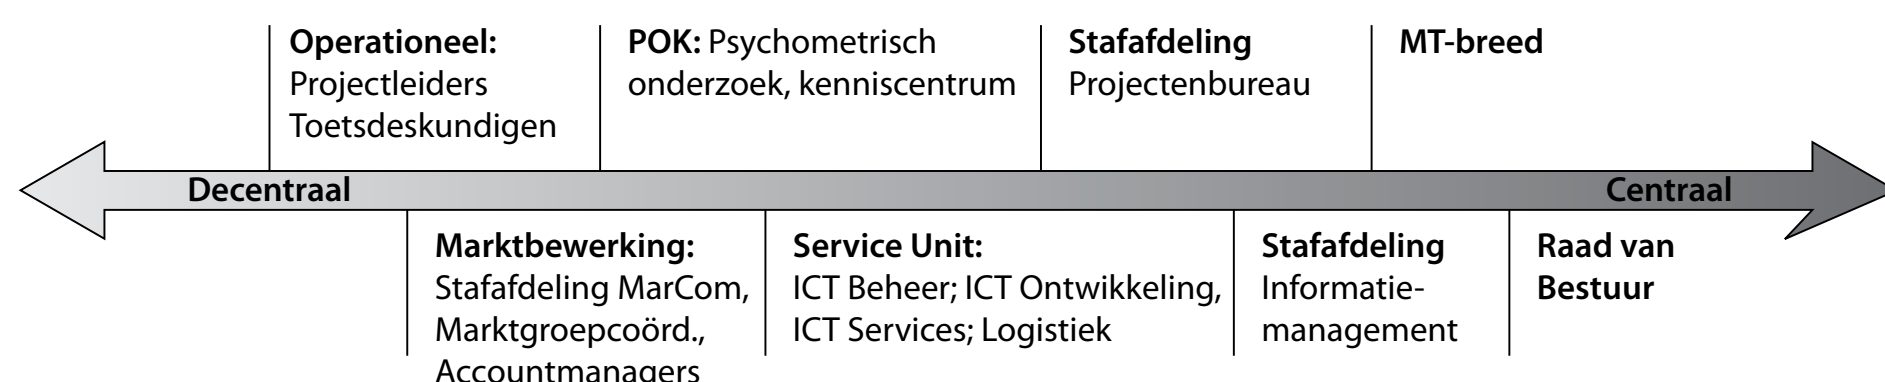 Operationeel:
Projectleiders
Toetsdeskundigen
POK: Psychometrisch
onderzoek, kenniscentrum
Stafafdeling
Projectenbureau
MT-breed
Decentraal
Centraal
Marktbewerking:
Stafafdeling MarCom,
Marktgroepcoörd.,
Accountmanagers
Service Unit:
ICT Beheer; ICT Ontwikkeling,
ICT Services; Logistiek
Stafafdeling
Informatie-
management
Raad van
Bestuur